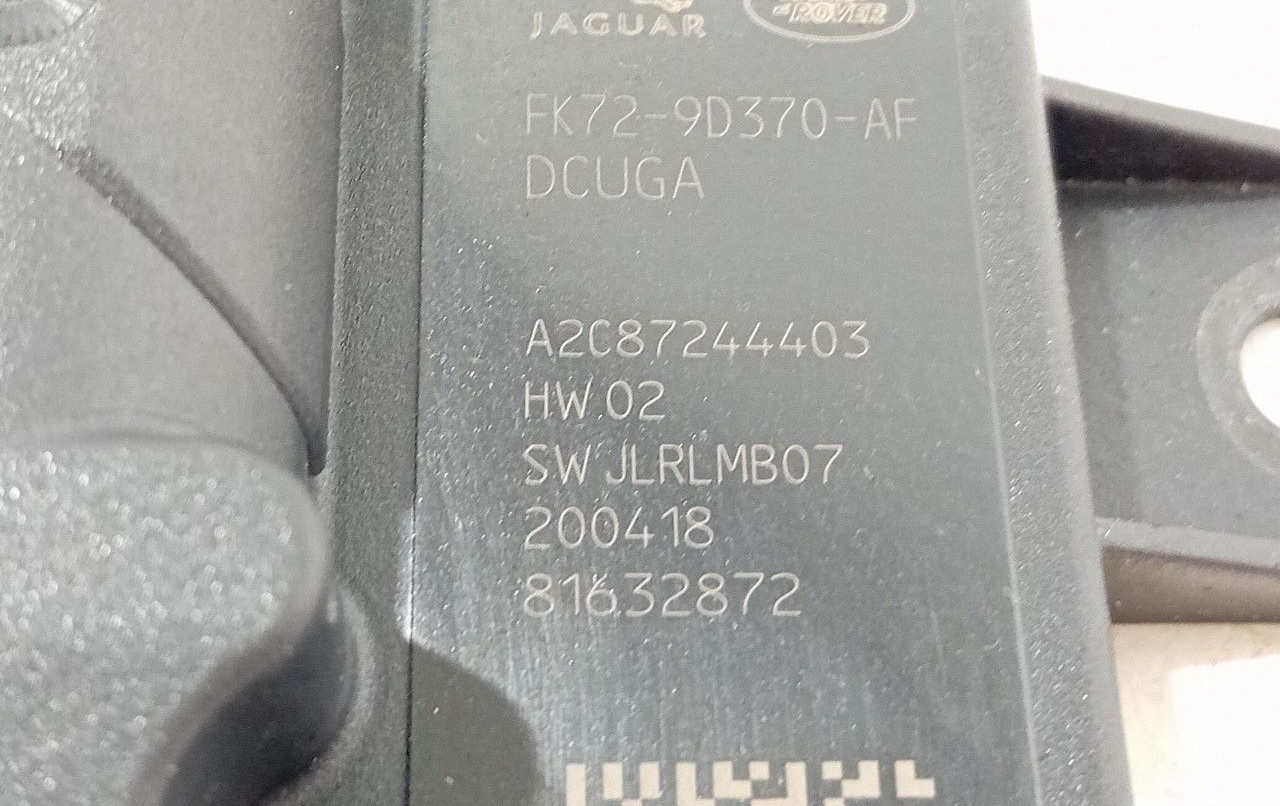 JAGUAR
ROVER
FK72-9D370-AF
DCUGA
A2C87244403
HW 02
SW JLRLMB07
200418
81632872